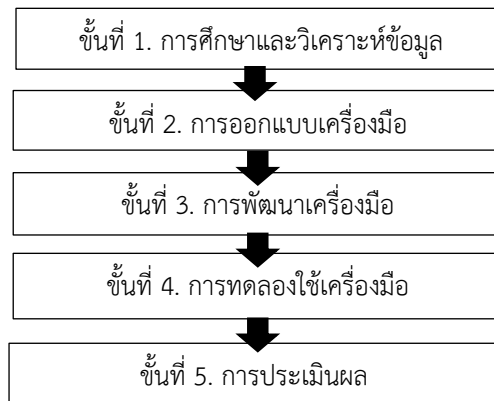 ขั้นที่ 1. การศึกษาและวิเคราะห์ข้อมูล
ขั้นที่ 2. การออกแบบเครื่องมือ
ขั้นที่ 3. การพัฒนาเครื่องมือ
ขั้นที่ 4. การทดลองใช้เครื่องมือ
ขั้นที่ 5. การประเมินผล